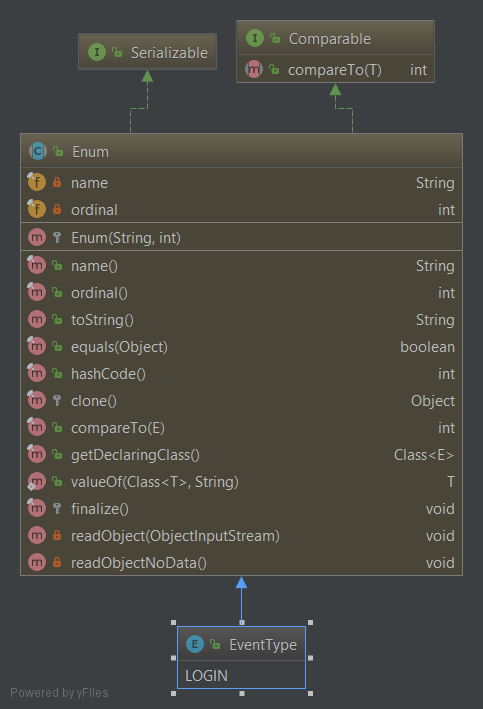 I Serializable
I Comparable
m compareTo(T) int
C Enum
f name String
f ordinal int
m Enum(String, int)
m name() String
m ordinal() int
m toString() String
m equals(Object) boolean
m hashCode() int
m clone() Object
m compareTo(E) int
m getDeclaringClass() Class<E>
m valueOf(Class<T>, String) T
m finalize() void
m readObject(ObjectInputStream) void
m readObjectNoData() void
E EventType
LOGIN
Powered by yFiles